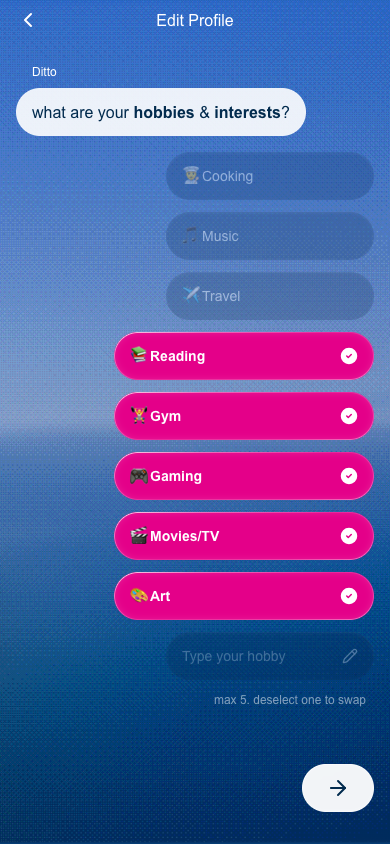 Edit Profile
Ditto
what are your hobbies & interests?
Cooking
Music
Travel
Reading
Gym
Gaming
Movies/TV
Art
Type your hobby
max 5. deselect one to swap